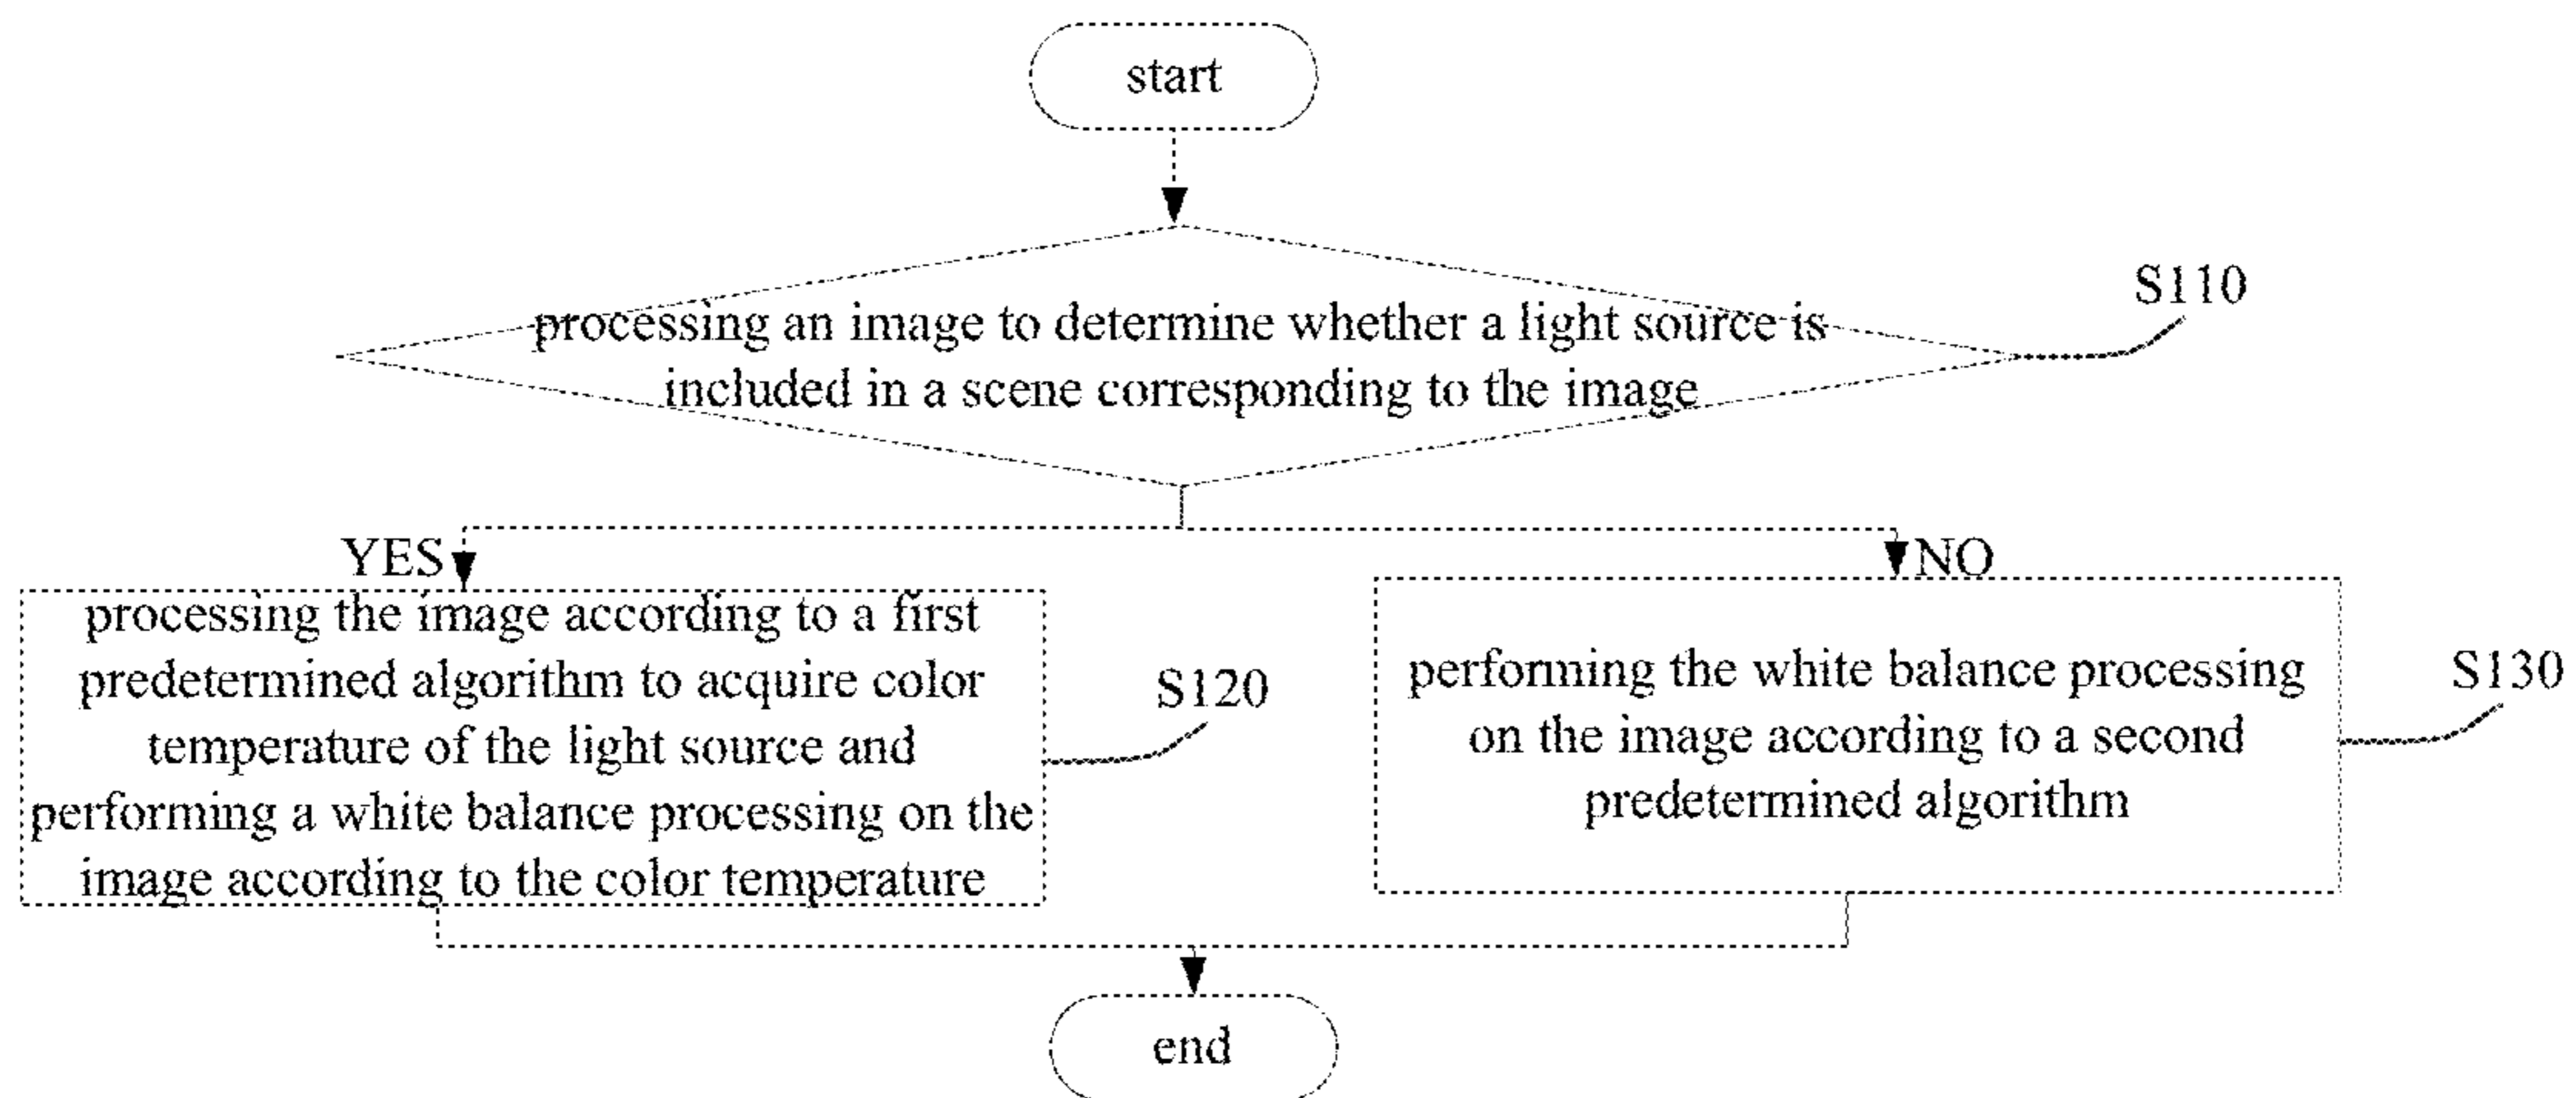 start
processing an image to determine whether a light source is
included in a scene corresponding to the image
S110
YES
NO
processing the image according to a first
predetermined algorithm to acquire color
temperature of the light source and
performing a white balance processing on the
image according to the color temperature
S120
performing the white balance processing
on the image according to a second
predetermined algorithm
S130
end